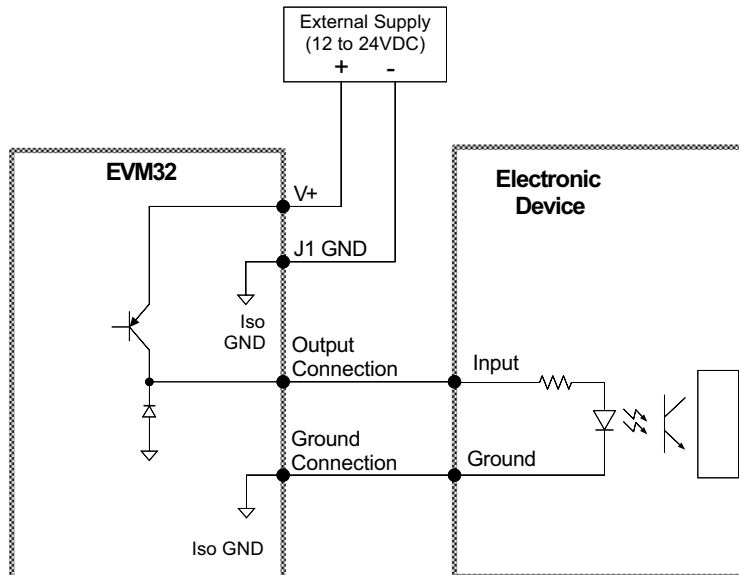 External Supply
(12 to 24VDC)
+ -
EVM32
V+
Electronic
Device
J1 GND
Iso
GND
Output
Connection
Input
Ground
Connection
Ground
Iso GND